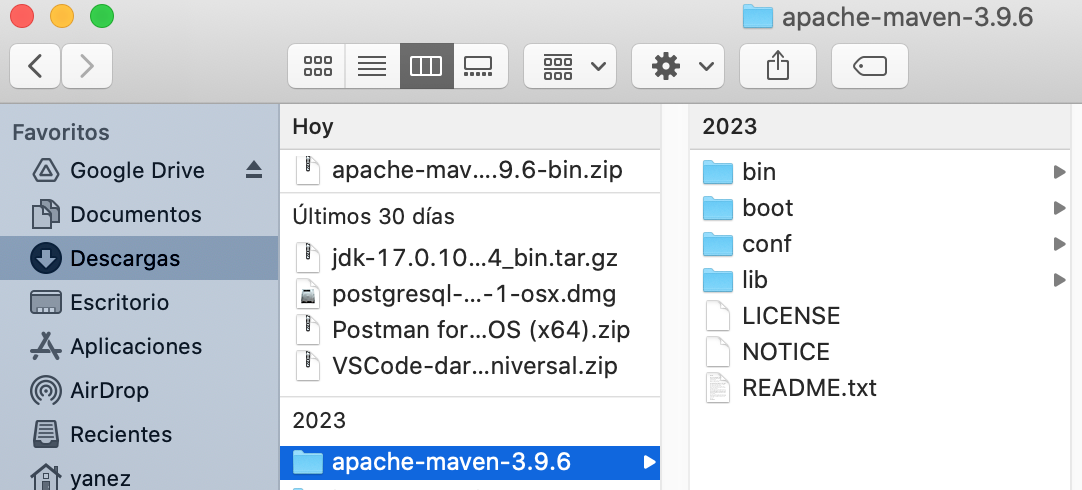 apache-maven-3.9.6
Favoritos
Google Drive
Documentos
Descargas
Escritorio
Aplicaciones
AirDrop
Recientes
yanez
Hoy
apache-mav....9.6-bin.zip
Últimos 30 días
jdk-17.0.10...4_bin.tar.gz
postgresql-...-1-osx.dmg
Postman for...OS (x64).zip
VSCode-dar...niversal.zip
2023
apache-maven-3.9.6
2023
bin
boot
conf
lib
LICENSE
NOTICE
README.txt